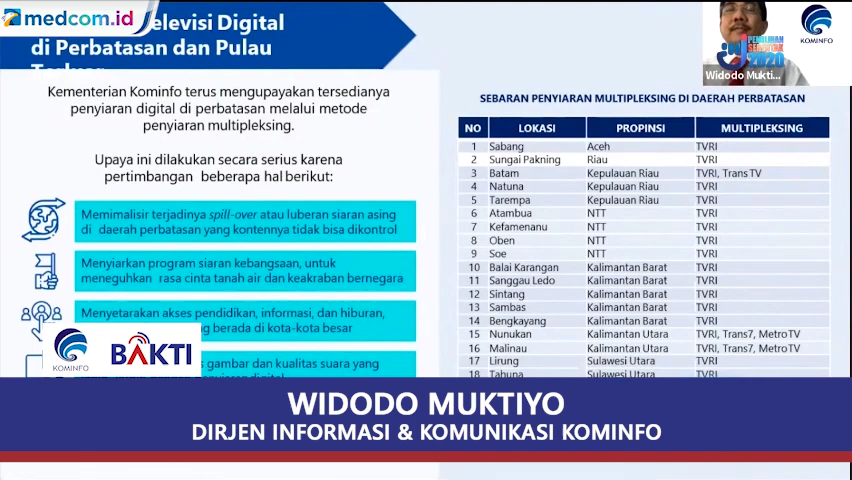 medcom.id
elevisi Digital
di Perbatasan dan Pulau
Kementerian Kominfo terus mengupayakan tersedianya
penyiaran digital di perbatasan melalui metode
penyiaran multipleksing.
Upaya ini dilakukan secara serius karena
pertimbangan beberapa hal berikut:
Memimalisir terjadinya spill-over atau luberan siaran asing
di daerah perbatasan yang kontennya tidak bisa dikontrol
Menyiarkan program siaran kebangsaan, untuk
meneguhkan rasa cinta tanah air dan keakraban bernegara
Menyetarakan akses pendidikan, informasi, dan hiburan,
ng berada di kota-kota besar
gambar dan kualitas suara yang
KOMINFO
BAKTI
KOMINFO
PEMILIHAN
SERENTAK
2020
Widodo Mukti...
SEBARAN PENYIARAN MULTIPLEKSING DI DAERAH PERBATASAN
NO LOKASI PROPINSI MULTIPLEKSING
1 Sabang Aceh TVRI
2 Sungai Pakning Riau TVRI
3 Batam Kepulauan Riau TVRI, Trans TV
4 Natuna Kepulauan Riau TVRI
5 Tarempa Kepulauan Riau TVRI
6 Atambua NTT TVRI
7 Kefamenanu NTT TVRI
8 Oben NTT TVRI
9 Soe NTT TVRI
10 Balai Karangan Kalimantan Barat TVRI
11 Sanggau Ledo Kalimantan Barat TVRI
12 Sintang Kalimantan Barat TVRI
13 Sambas Kalimantan Barat TVRI
14 Bengkayang Kalimantan Barat TVRI
15 Nunukan Kalimantan Utara TVRI, Trans7, MetroTV
16 Malinau Kalimantan Utara TVRI, Trans7, MetroTV
17 Lirung Sulawesi Utara TVRI
18 Tahuna Sulawesi Utara TVRI
WIDODO MUKTIYO
DIRJEN INFORMASI & KOMUNIKASI KOMINFO